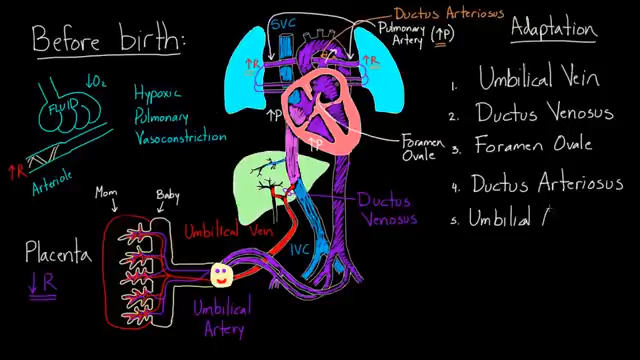 Before birth:
↓O₂
FLUID
Hypoxic
Pulmonary
Vasoconstriction
↑R
Arteriole
Mom
Baby
Placenta
↓R
Umbilical Vein
Umbilical
Artery
SVC
Ductus Arteriosus
Pulmonary
Artery (↑P)
↑R
↑R
↑P
↑P
Foramen
Ovale
Ductus
Venosus
IVC
Adaptation
1. Umbilical Vein
2. Ductus Venosus
3. Foramen Ovale
4. Ductus Arteriosus
5. Umbilial